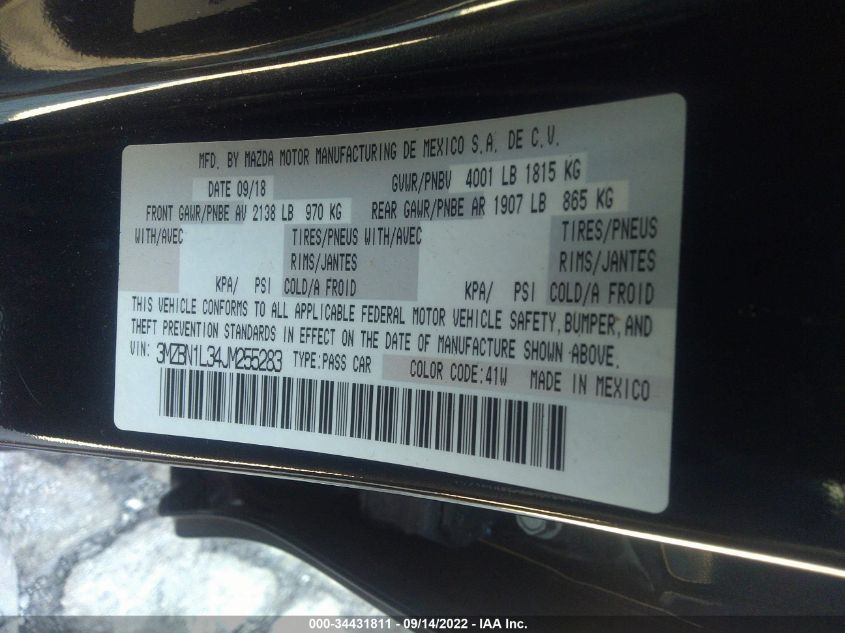 MFD. BY MAZDA MOTOR MANUFACTURING DE MEXICO S.A. DE C.V.
DATE 09/18 GVWR/PNBV 4001 LB 1815 KG
FRONT GAWR/PNBE AV 2138 LB 970 KG REAR GAWR/PNBE AR 1907 LB 865 KG
WITH/AVEC TIRES/PNEUS WITH/AVEC TIRES/PNEUS
RIMS/JANTES RIMS/JANTES
KPA/ PSI COLD/A FROID KPA/ PSI COLD/A FROID
THIS VEHICLE CONFORMS TO ALL APPLICABLE FEDERAL MOTOR VEHICLE SAFETY, BUMPER, AND
THEFT PREVENTION STANDARDS IN EFFECT ON THE DATE OF MANUFACTURE SHOWN ABOVE.
VIN: 3MZBN1L34JM255283 TYPE:PASS CAR COLOR CODE:41W MADE IN MEXICO
000-34431811 - 09/14/2022 - IAA Inc.